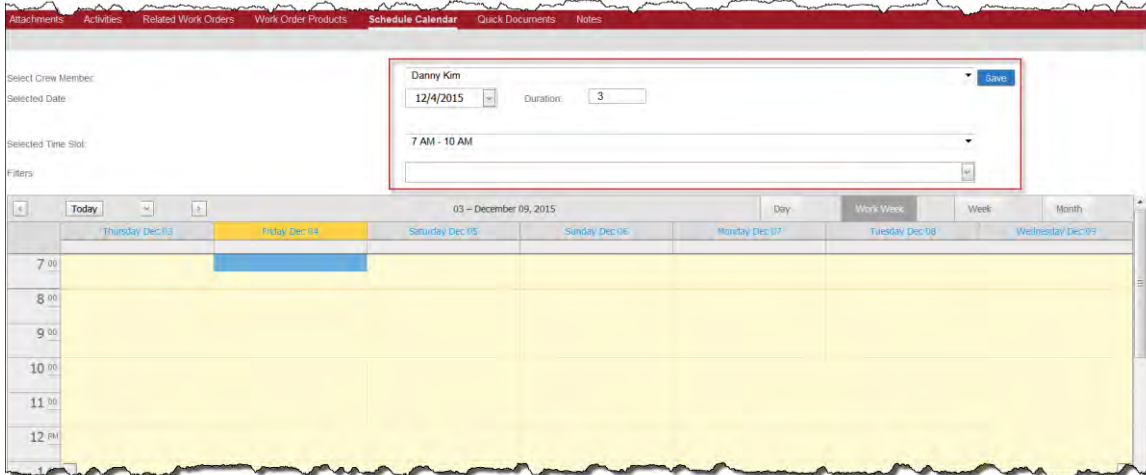 Attachments Activities Related Work Orders Work Order Products Schedule Calendar Quick Documents Notes
Select Crew Member: Danny Kim Save
Selected Date 12/4/2015 Duration: 3
Selected Time Slot: 7 AM - 10 AM
Filters
Today 03 – December 09, 2015 Day Work Week Week Month
Thursday Dec 03 Friday Dec 04 Saturday Dec 05 Sunday Dec 06 Monday Dec 07 Tuesday Dec 08 Wednesday Dec 09
7 00
8 00
9 00
10 00
11 00
12 PM